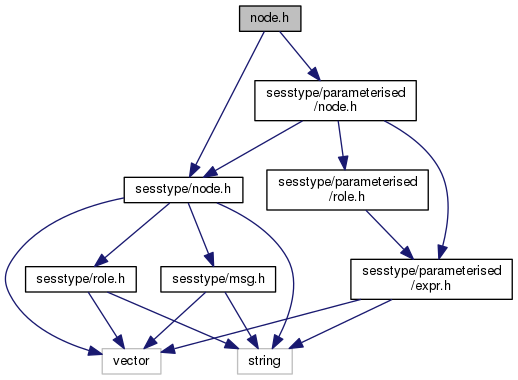 node.h
sesstype/parameterised
/node.h
sesstype/parameterised
/role.h
sesstype/node.h
sesstype/role.h
sesstype/msg.h
sesstype/parameterised
/expr.h
vector
string